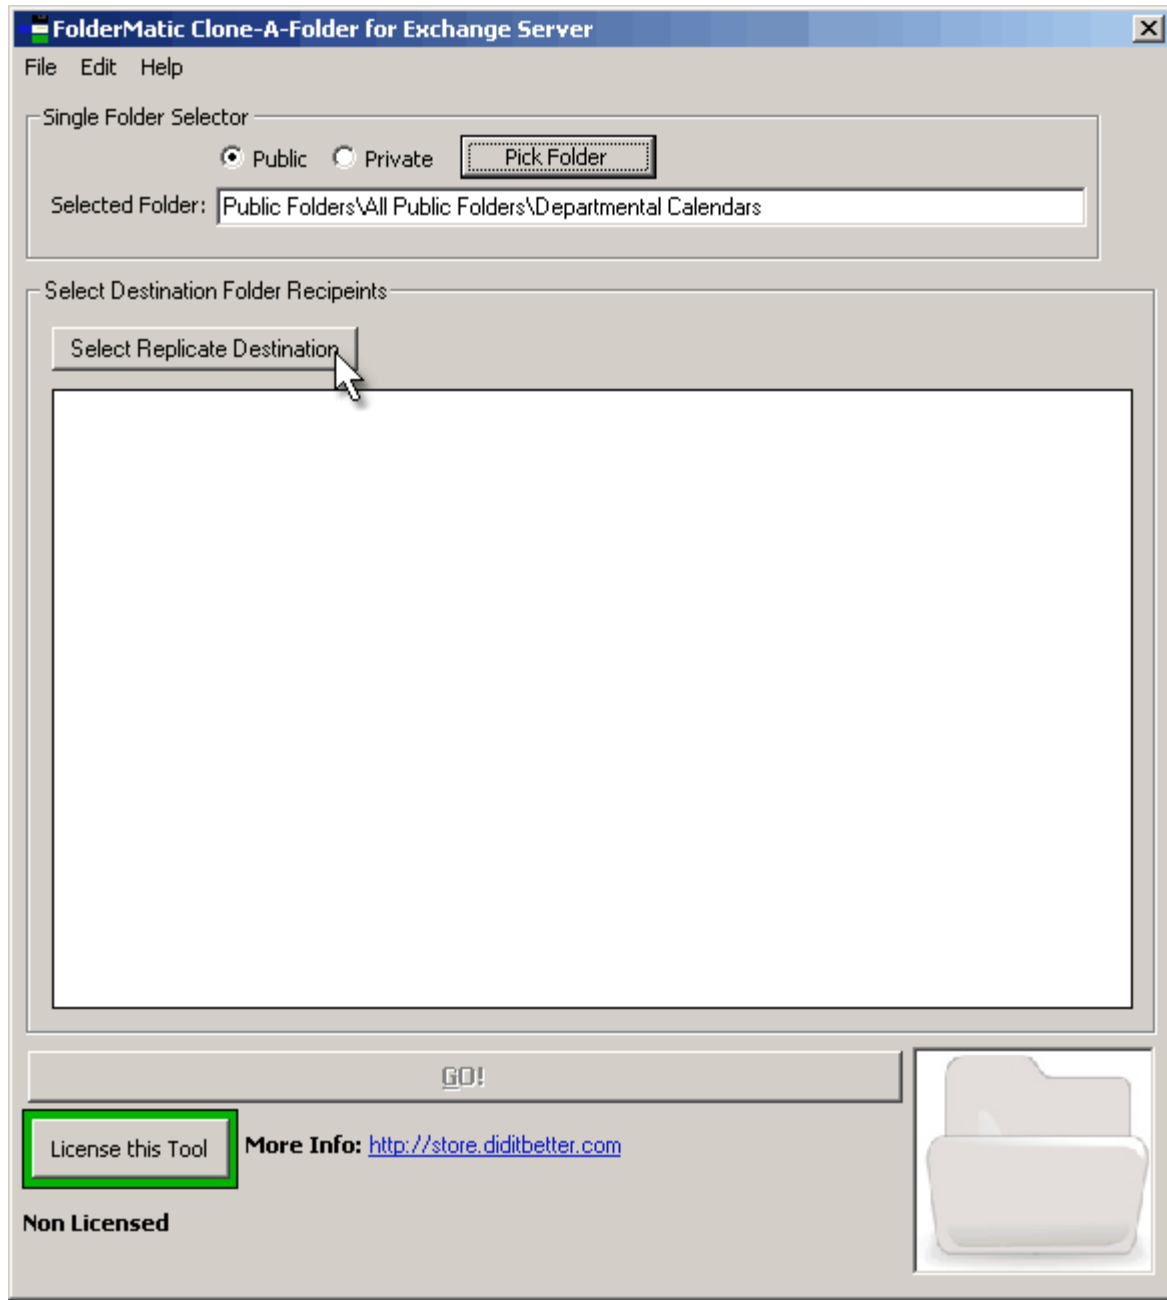 FolderMatic Clone-A-Folder for Exchange Server
File Edit Help
Single Folder Selector
Public Private Pick Folder
Selected Folder: Public Folders\All Public Folders\Departmental Calendars
Select Destination Folder Recipeints
Select Replicate Destination
GO!
License this Tool More Info: http://store.diditbetter.com
Non Licensed